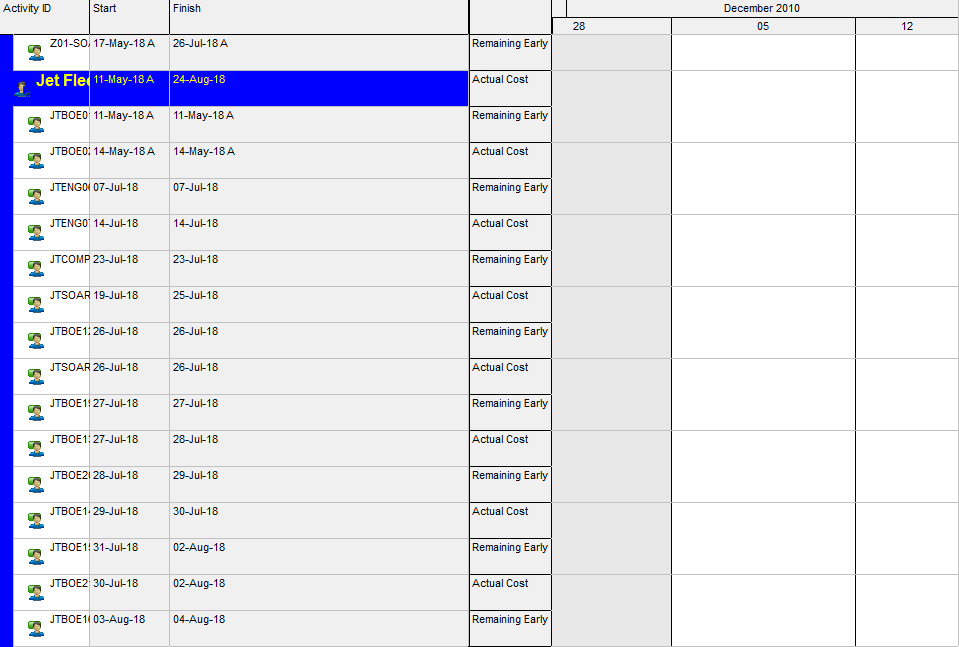 Activity ID Start Finish December 2010
28 05 12
Z01-SO 17-May-18 A 26-Jul-18 A Remaining Early
Jet Flee 11-May-18 A 24-Aug-18 Actual Cost
JTBOE0 11-May-18 A 11-May-18 A Remaining Early
JTBOE02 14-May-18 A 14-May-18 A Actual Cost
JTENG0 07-Jul-18 07-Jul-18 Remaining Early
JTENG0 14-Jul-18 14-Jul-18 Actual Cost
JTCOMP 23-Jul-18 23-Jul-18 Remaining Early
JTSOAR 19-Jul-18 25-Jul-18 Actual Cost
JTBOE12 26-Jul-18 26-Jul-18 Remaining Early
JTSOAR 26-Jul-18 26-Jul-18 Actual Cost
JTBOE19 27-Jul-18 27-Jul-18 Remaining Early
JTBOE13 27-Jul-18 28-Jul-18 Actual Cost
JTBOE20 28-Jul-18 29-Jul-18 Remaining Early
JTBOE14 29-Jul-18 30-Jul-18 Actual Cost
JTBOE15 31-Jul-18 02-Aug-18 Remaining Early
JTBOE2 30-Jul-18 02-Aug-18 Actual Cost
JTBOE16 03-Aug-18 04-Aug-18 Remaining Early